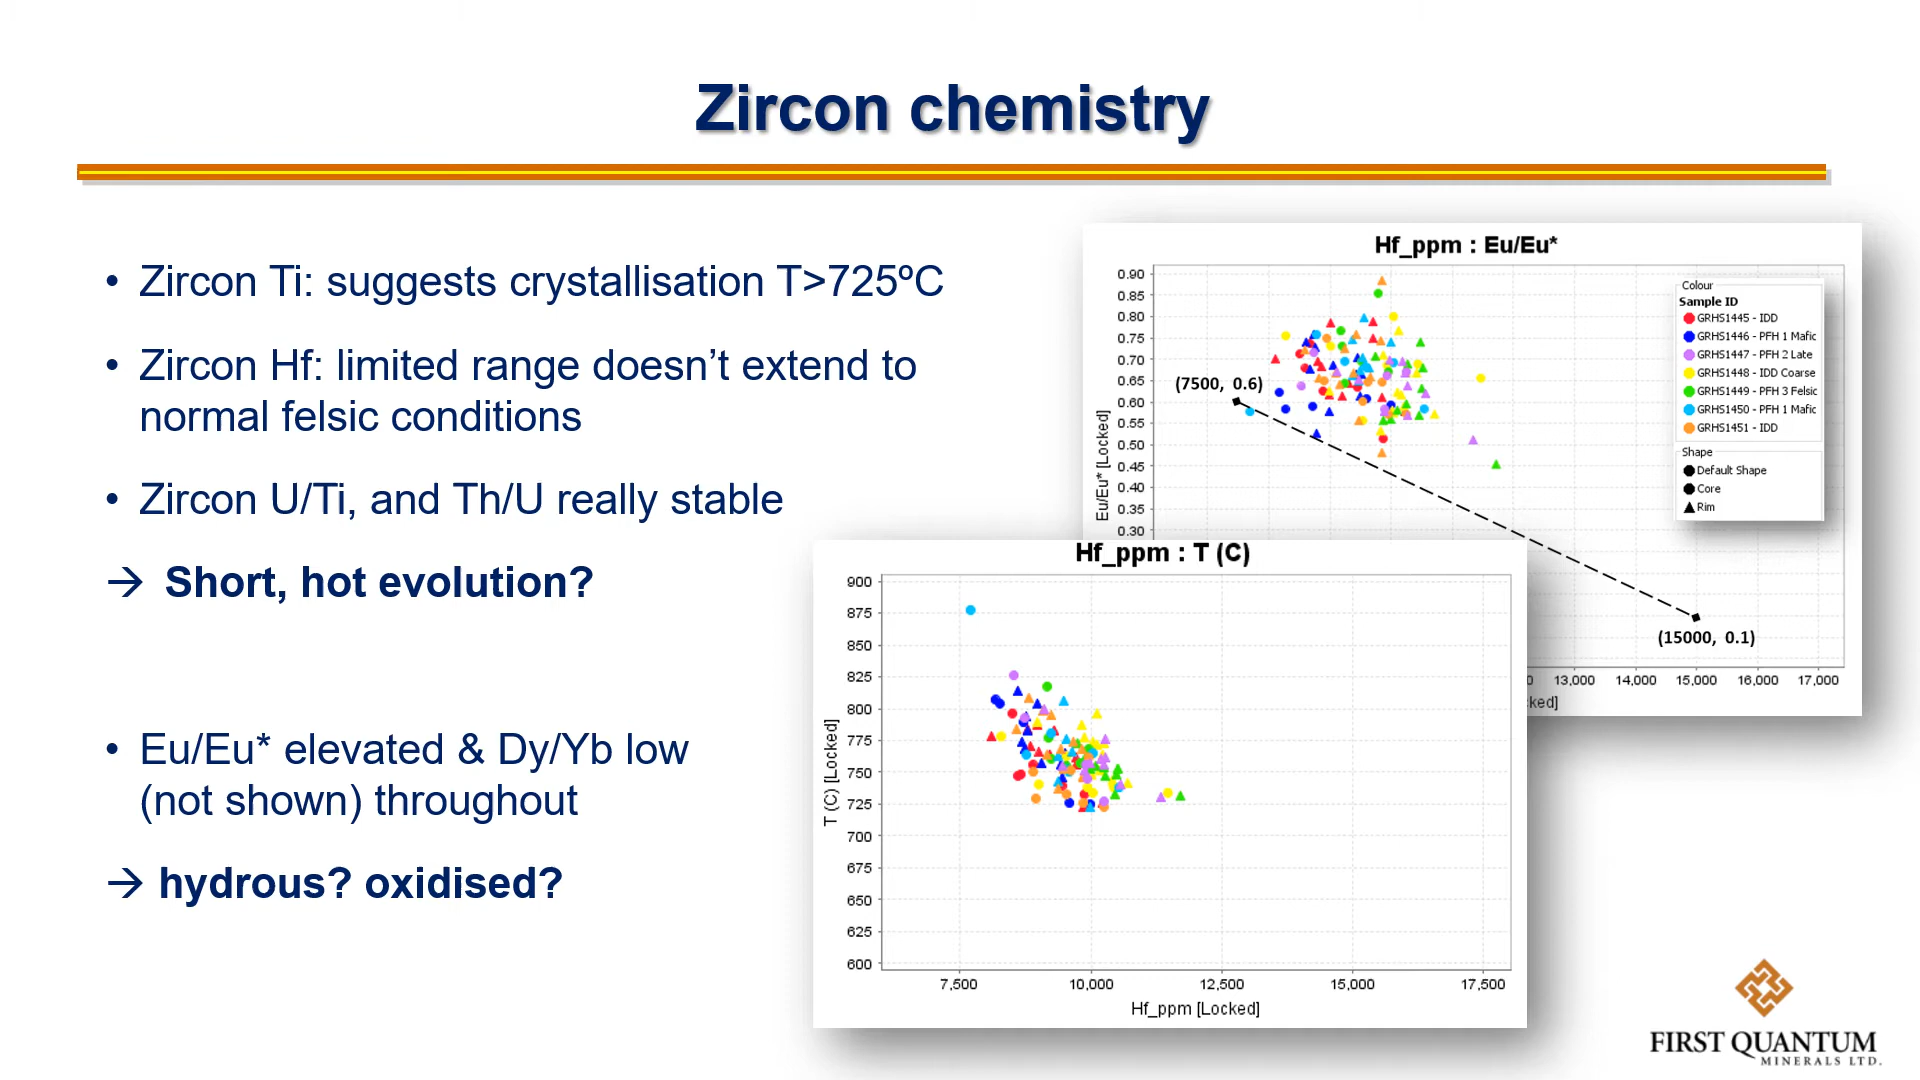 Zircon chemistry
• Zircon Ti: suggests crystallisation T>725ºC
• Zircon Hf: limited range doesn’t extend to
normal felsic conditions
• Zircon U/Ti, and Th/U really stable
→ Short, hot evolution?
• Eu/Eu* elevated & Dy/Yb low
(not shown) throughout
→ hydrous? oxidised?
Hf_ppm : Eu/Eu*
0.90
0.85
0.80
0.75
0.70
0.65
0.60
0.55
0.50
0.45
0.40
0.35
0.30
Eu/Eu* [Locked]
(7500, 0.6)
(15000, 0.1)
Colour
Sample ID
GRHS1445 - IDD
GRHS1446 - PFH 1 Mafic
GRHS1447 - PFH 2 Late
GRHS1448 - IDD Coarse
GRHS1449 - PFH 3 Felsic
GRHS1450 - PFH 1 Mafic
GRHS1451 - IDD
Shape
Default Shape
Core
Rim
0 13,000 14,000 15,000 16,000 17,000
ked]
Hf_ppm : T (C)
900
875
850
825
800
775
750
725
700
675
650
625
600
T (C) [Locked]
7,500 10,000 12,500 15,000 17,500
Hf_ppm [Locked]
FIRST QUANTUM
MINERALS LTD.